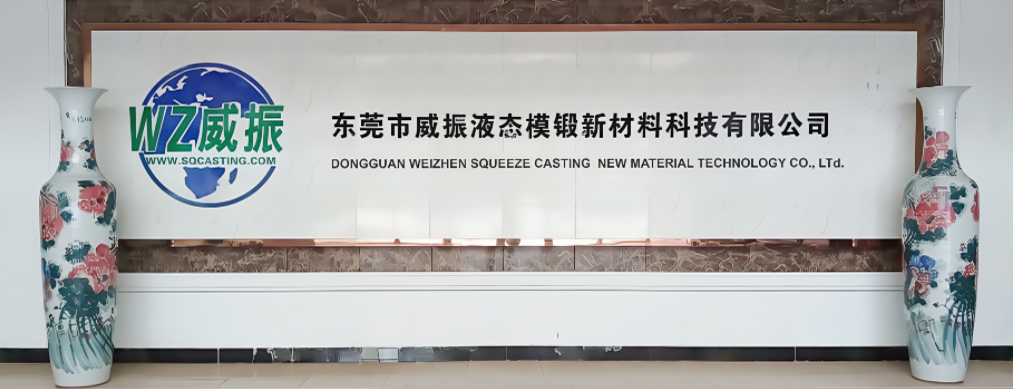 WZ威振
WWW.SQCASTING.COM
东莞市威振液态模锻新材料科技有限公司
DONGGUAN WEIZHEN SQUEEZE CASTING NEW MATERIAL TECHNOLOGY CO., LTd.